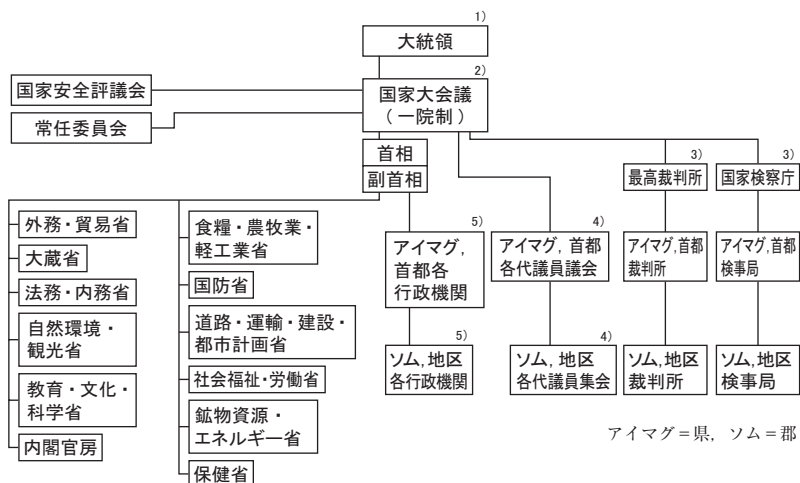 1)
大統領
2)
国家安全評議会
国家大会議
(一院制)
常任委員会
首相
副首相
3)
最高裁判所
3)
国家検察庁
外務・貿易省
大蔵省
法務・内務省
自然環境・
観光省
教育・文化・
科学省
内閣官房
食糧・農牧業・
軽工業省
国防省
道路・運輸・建設・
都市計画省
社会福祉・労働省
鉱物資源・
エネルギー省
保健省
5)
アイマグ,
首都各
行政機関
4)
アイマグ, 首都
各代議員議会
アイマグ,首都
裁判所
アイマグ,首都
検事局
5)
ソム, 地区
各行政機関
4)
ソム, 地区
各代議員集会
ソム,地区
裁判所
ソム,地区
検事局
アイマグ=県, ソム=郡